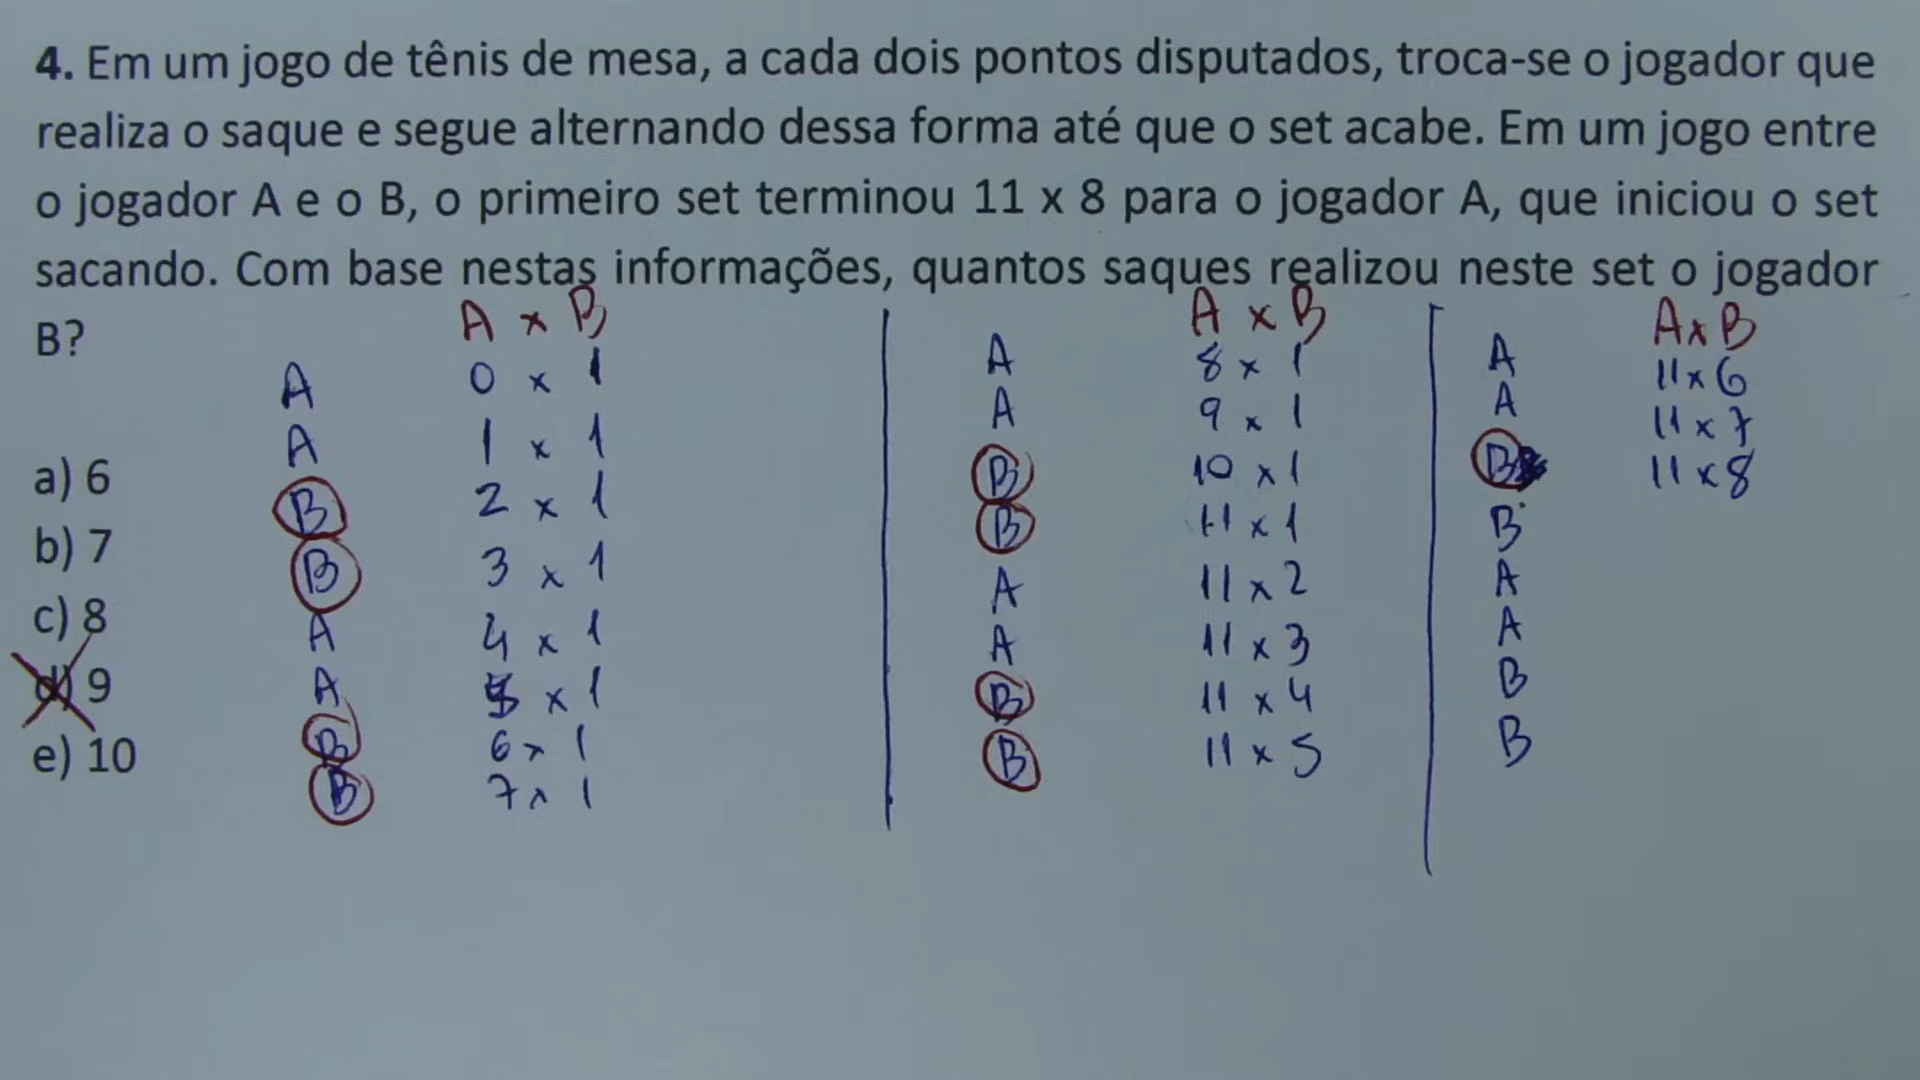 4. Em um jogo de tênis de mesa, a cada dois pontos disputados, troca-se o jogador que
realiza o saque e segue alternando dessa forma até que o set acabe. Em um jogo entre
o jogador A e o B, o primeiro set terminou 11 x 8 para o jogador A, que iniciou o set
sacando. Com base nestas informações, quantos saques realizou neste set o jogador
B?
a) 6
b) 7
c) 8
d) 9
e) 10
A x B
A 0 x 1
A 1 x 1
B 2 x 1
B 3 x 1
A 4 x 1
A 5 x 1
B 6 x 1
B 7 x 1
A x B
A 8 x 1
A 9 x 1
B 10 x 1
B 11 x 1
A 11 x 2
A 11 x 3
B 11 x 4
B 11 x 5
A x B
A 11 x 6
A 11 x 7
B 11 x 8
B
A
A
B
B